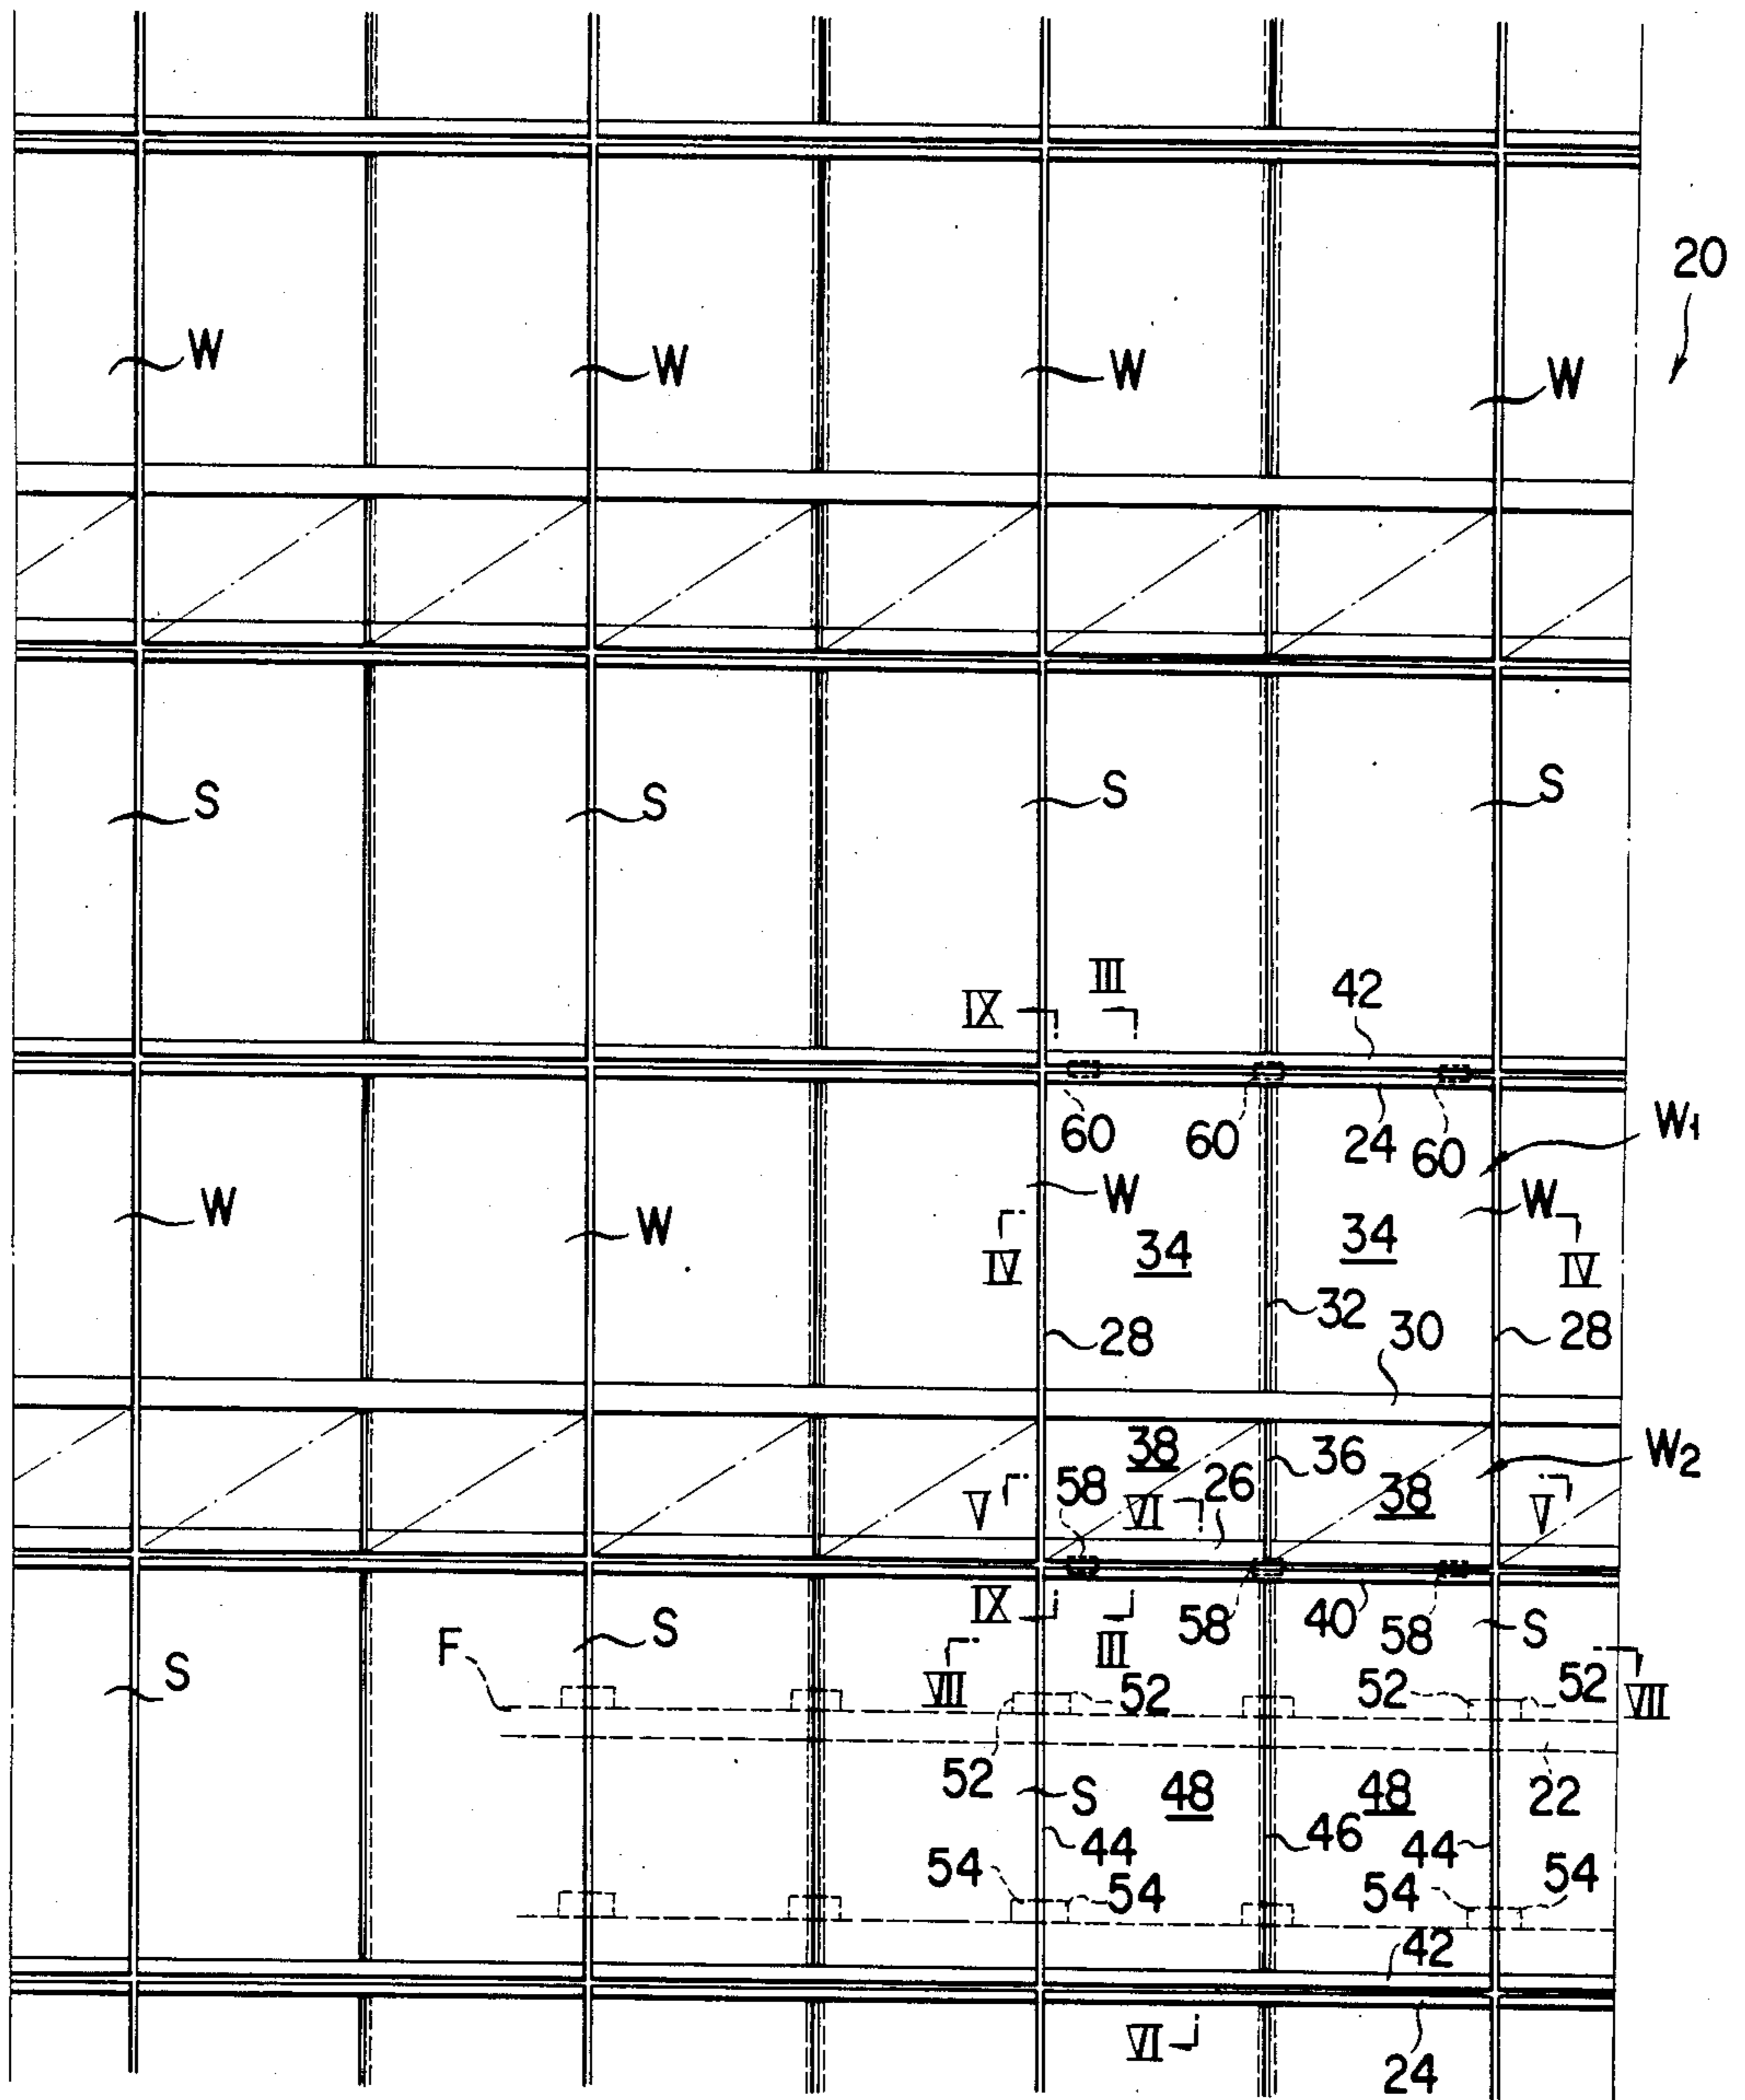 20
W W W W
S S S S
IX III 42
60 60 24 60 W1
W W W W
IV 34 34 IV
28 32 30 28
38 36 W2
V 58 VI 26 38 V
IX 58 40 58 S
F S S III
VII 52 52 52 VII
52 S 48 48 22
44 46 44
54 54 54 54
42
VI 24